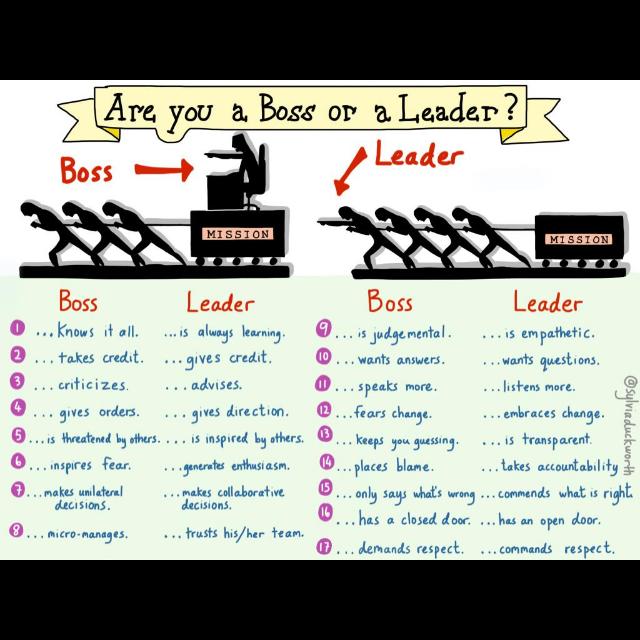 Are you a Boss or a Leader?
Boss
Leader
MISSION
MISSION
Boss Leader
1 ...Knows it all. ...is always learning.
2 ...takes credit. ...gives credit.
3 ...criticizes. ...advises.
4 ...gives orders. ...gives direction.
5 ...is threatened by others. ...is inspired by others.
6 ...inspires fear. ...generates enthusiasm.
7 ...makes unilateral decisions. ...makes collaborative decisions.
8 ...micro-manages. ...trusts his/her team.
Boss Leader
9 ...is judgemental. ...is empathetic.
10 ...wants answers. ...wants questions.
11 ...speaks more. ...listens more.
12 ...fears change. ...embraces change.
13 ...keeps you guessing. ...is transparent.
14 ...places blame. ...takes accountability
15 ...only says what's wrong ...commends what is right.
16 ...has a closed door. ...has an open door.
17 ...demands respect. ...commands respect.
@sylviaduckworth